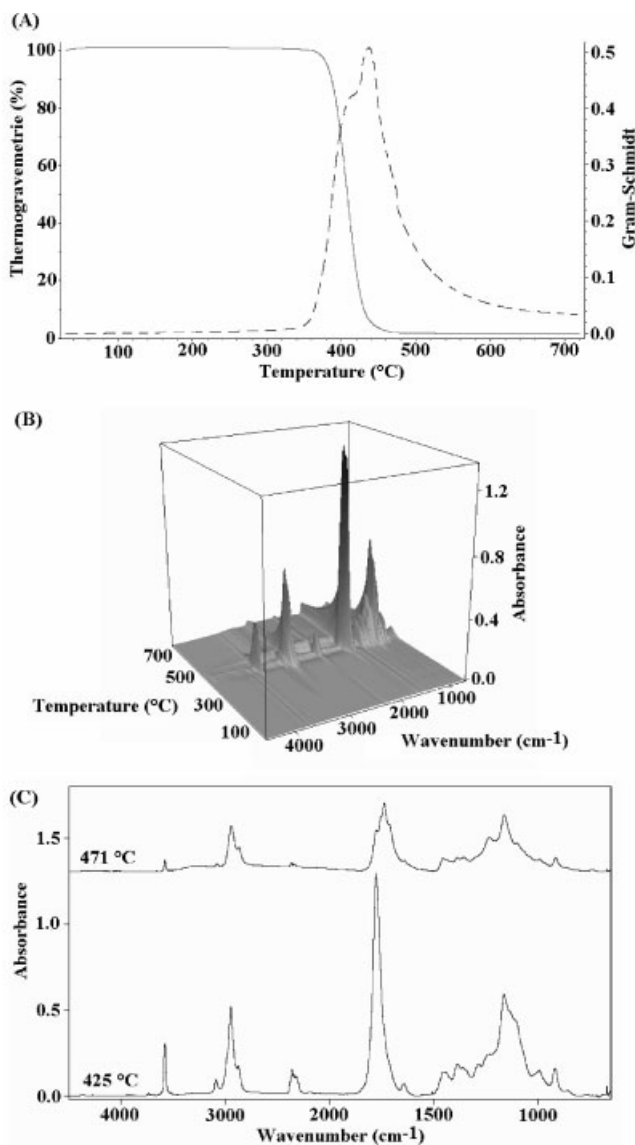 (A)
100
80
60
40
20
0
Thermogravemetrie (%)
0.5
0.4
0.3
0.2
0.1
0.0
Gram-Schmidt
100 200 300 400 500 600 700
Temperature (°C)
(B)
1.2
0.8
0.4
0.0
Absorbance
700
500
300
100
Temperature (°C)
4000 3000 2000 1000
Wavenumber (cm-1)
(C)
1.5
1.0
0.5
0.0
Absorbance
471 °C
425 °C
4000 3000 2000 1000
Wavenumber (cm-1)